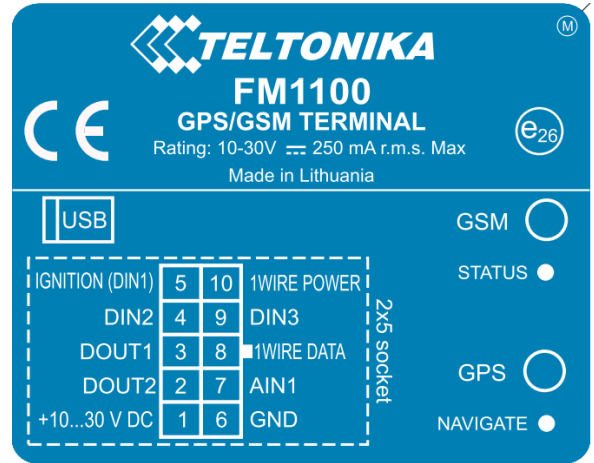 TELTONIKA
M
FM1100
GPS/GSM TERMINAL
Rating: 10-30V ⎓ 250 mA r.m.s. Max
Made in Lithuania
CE
e26
USB
GSM
STATUS
IGNITION (DIN1) 5 10 1WIRE POWER
DIN2 4 9 DIN3
DOUT1 3 8 1WIRE DATA
DOUT2 2 7 AIN1
+10...30 V DC 1 6 GND
2x5 socket
GPS
NAVIGATE